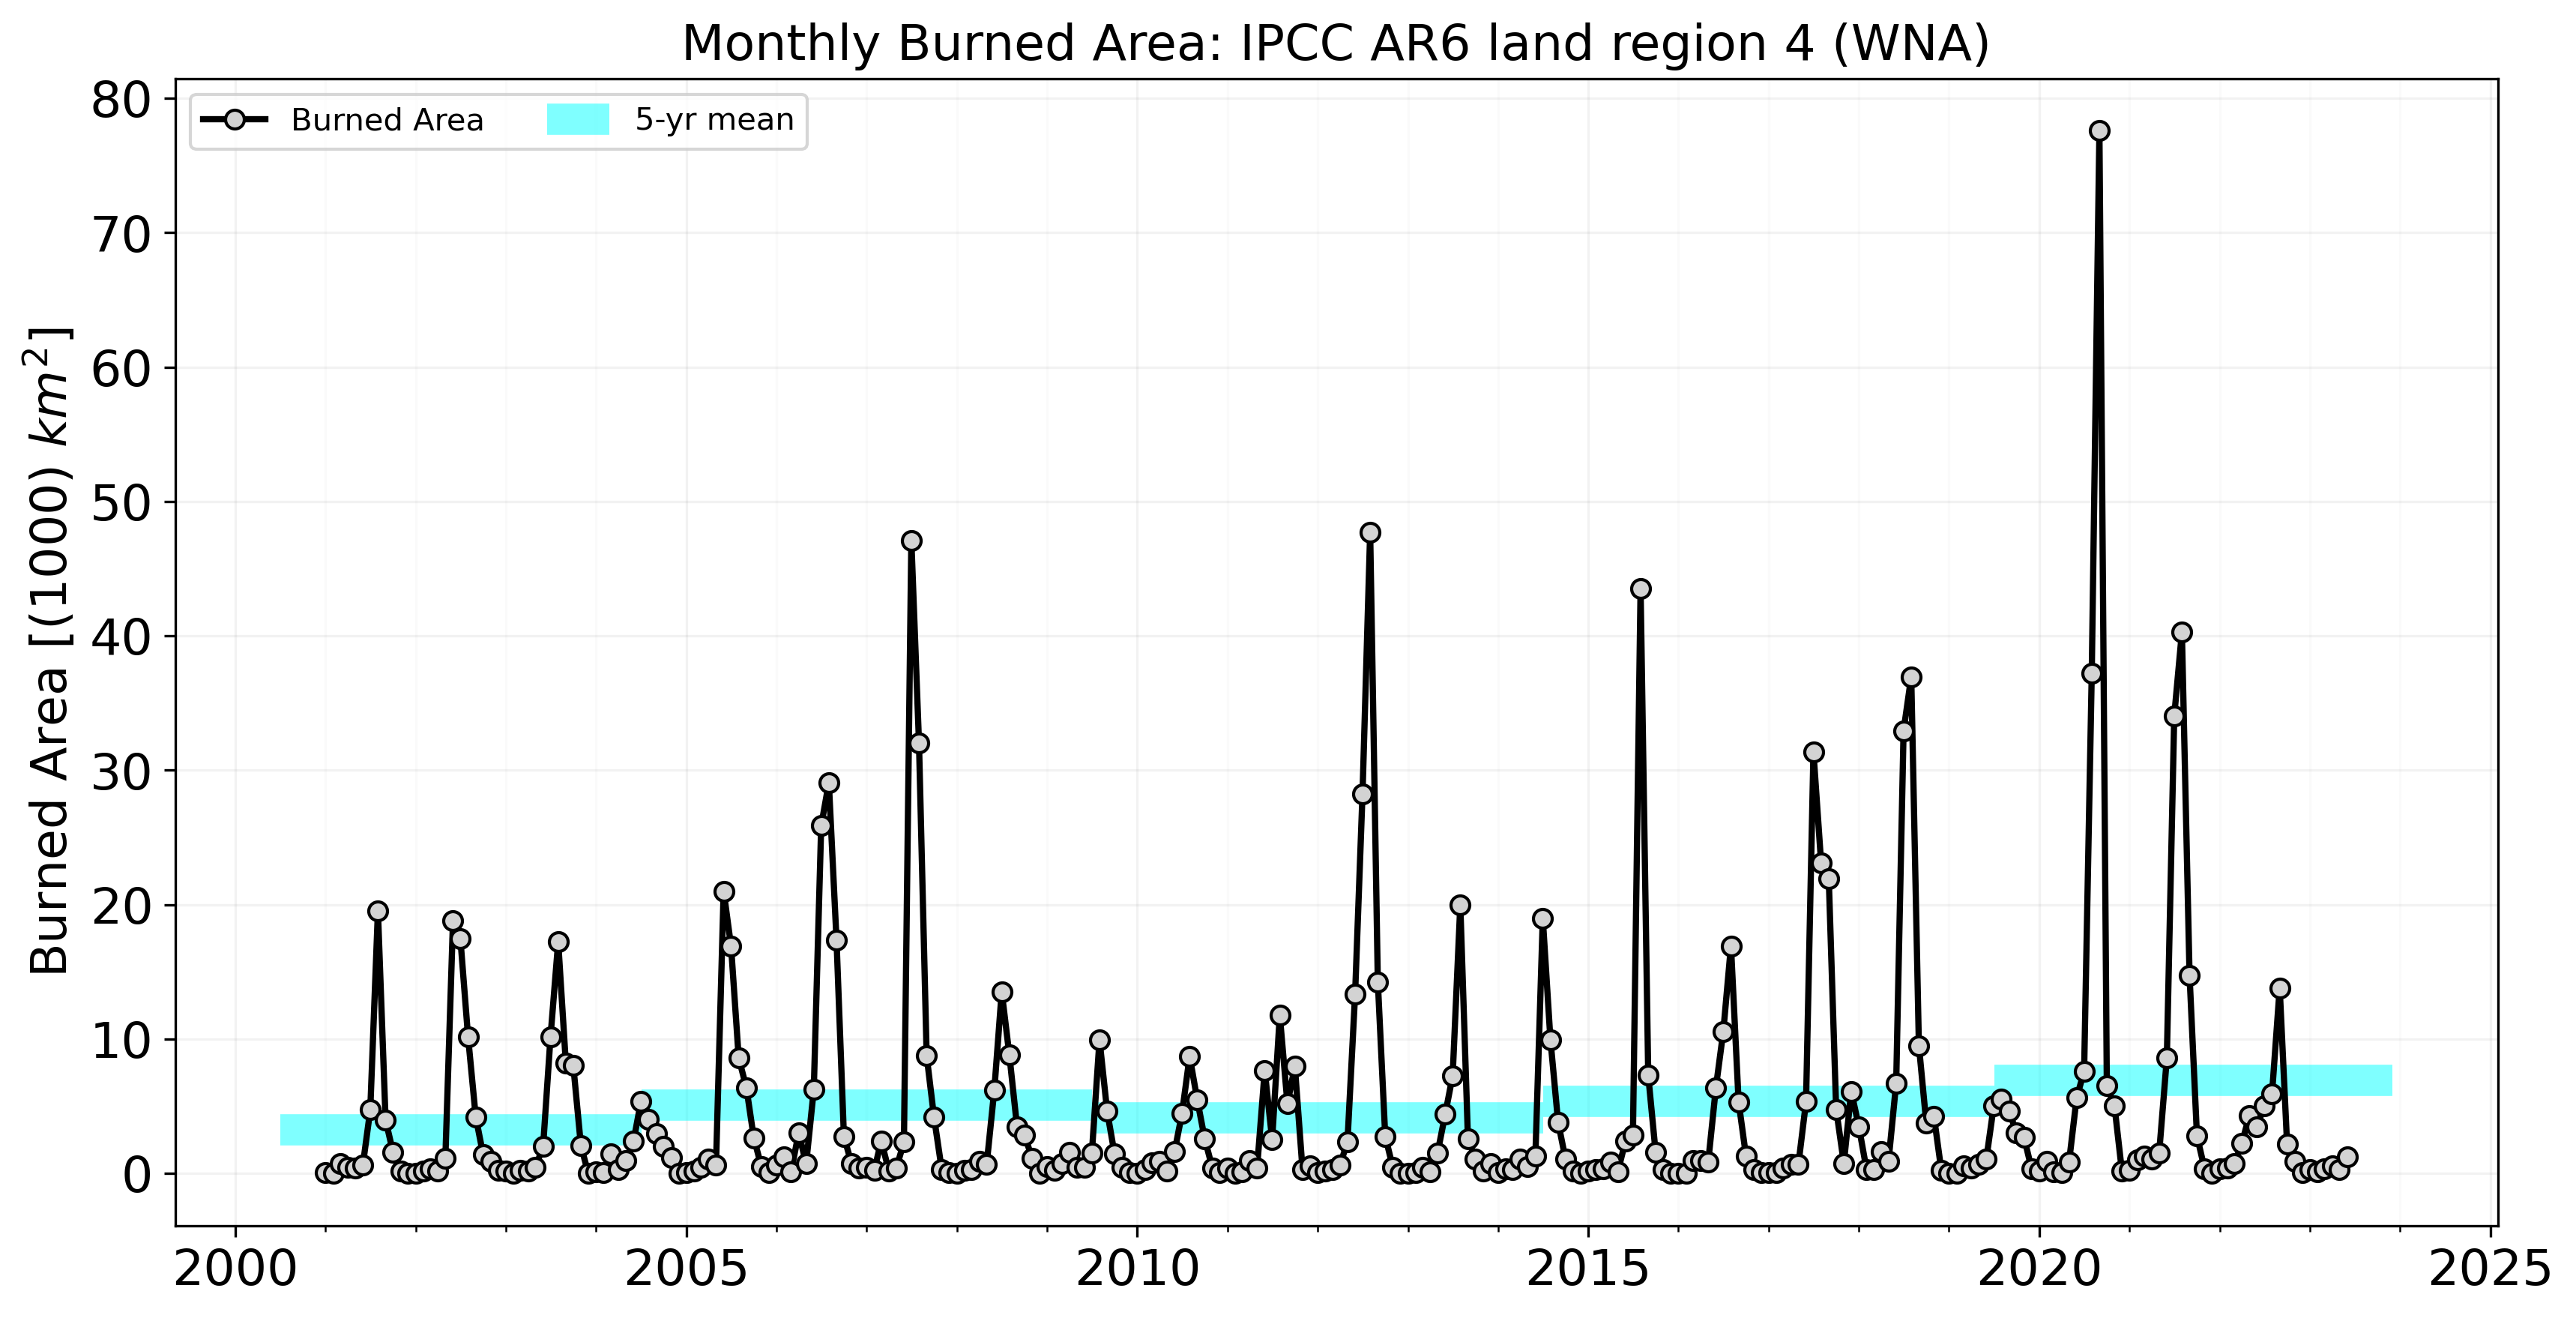 Monthly Burned Area: IPCC AR6 land region 4 (WNA)
Burned Area
5-yr mean
Burned Area [(1000) km²]
80
70
60
50
40
30
20
10
0
2000 2005 2010 2015 2020 2025